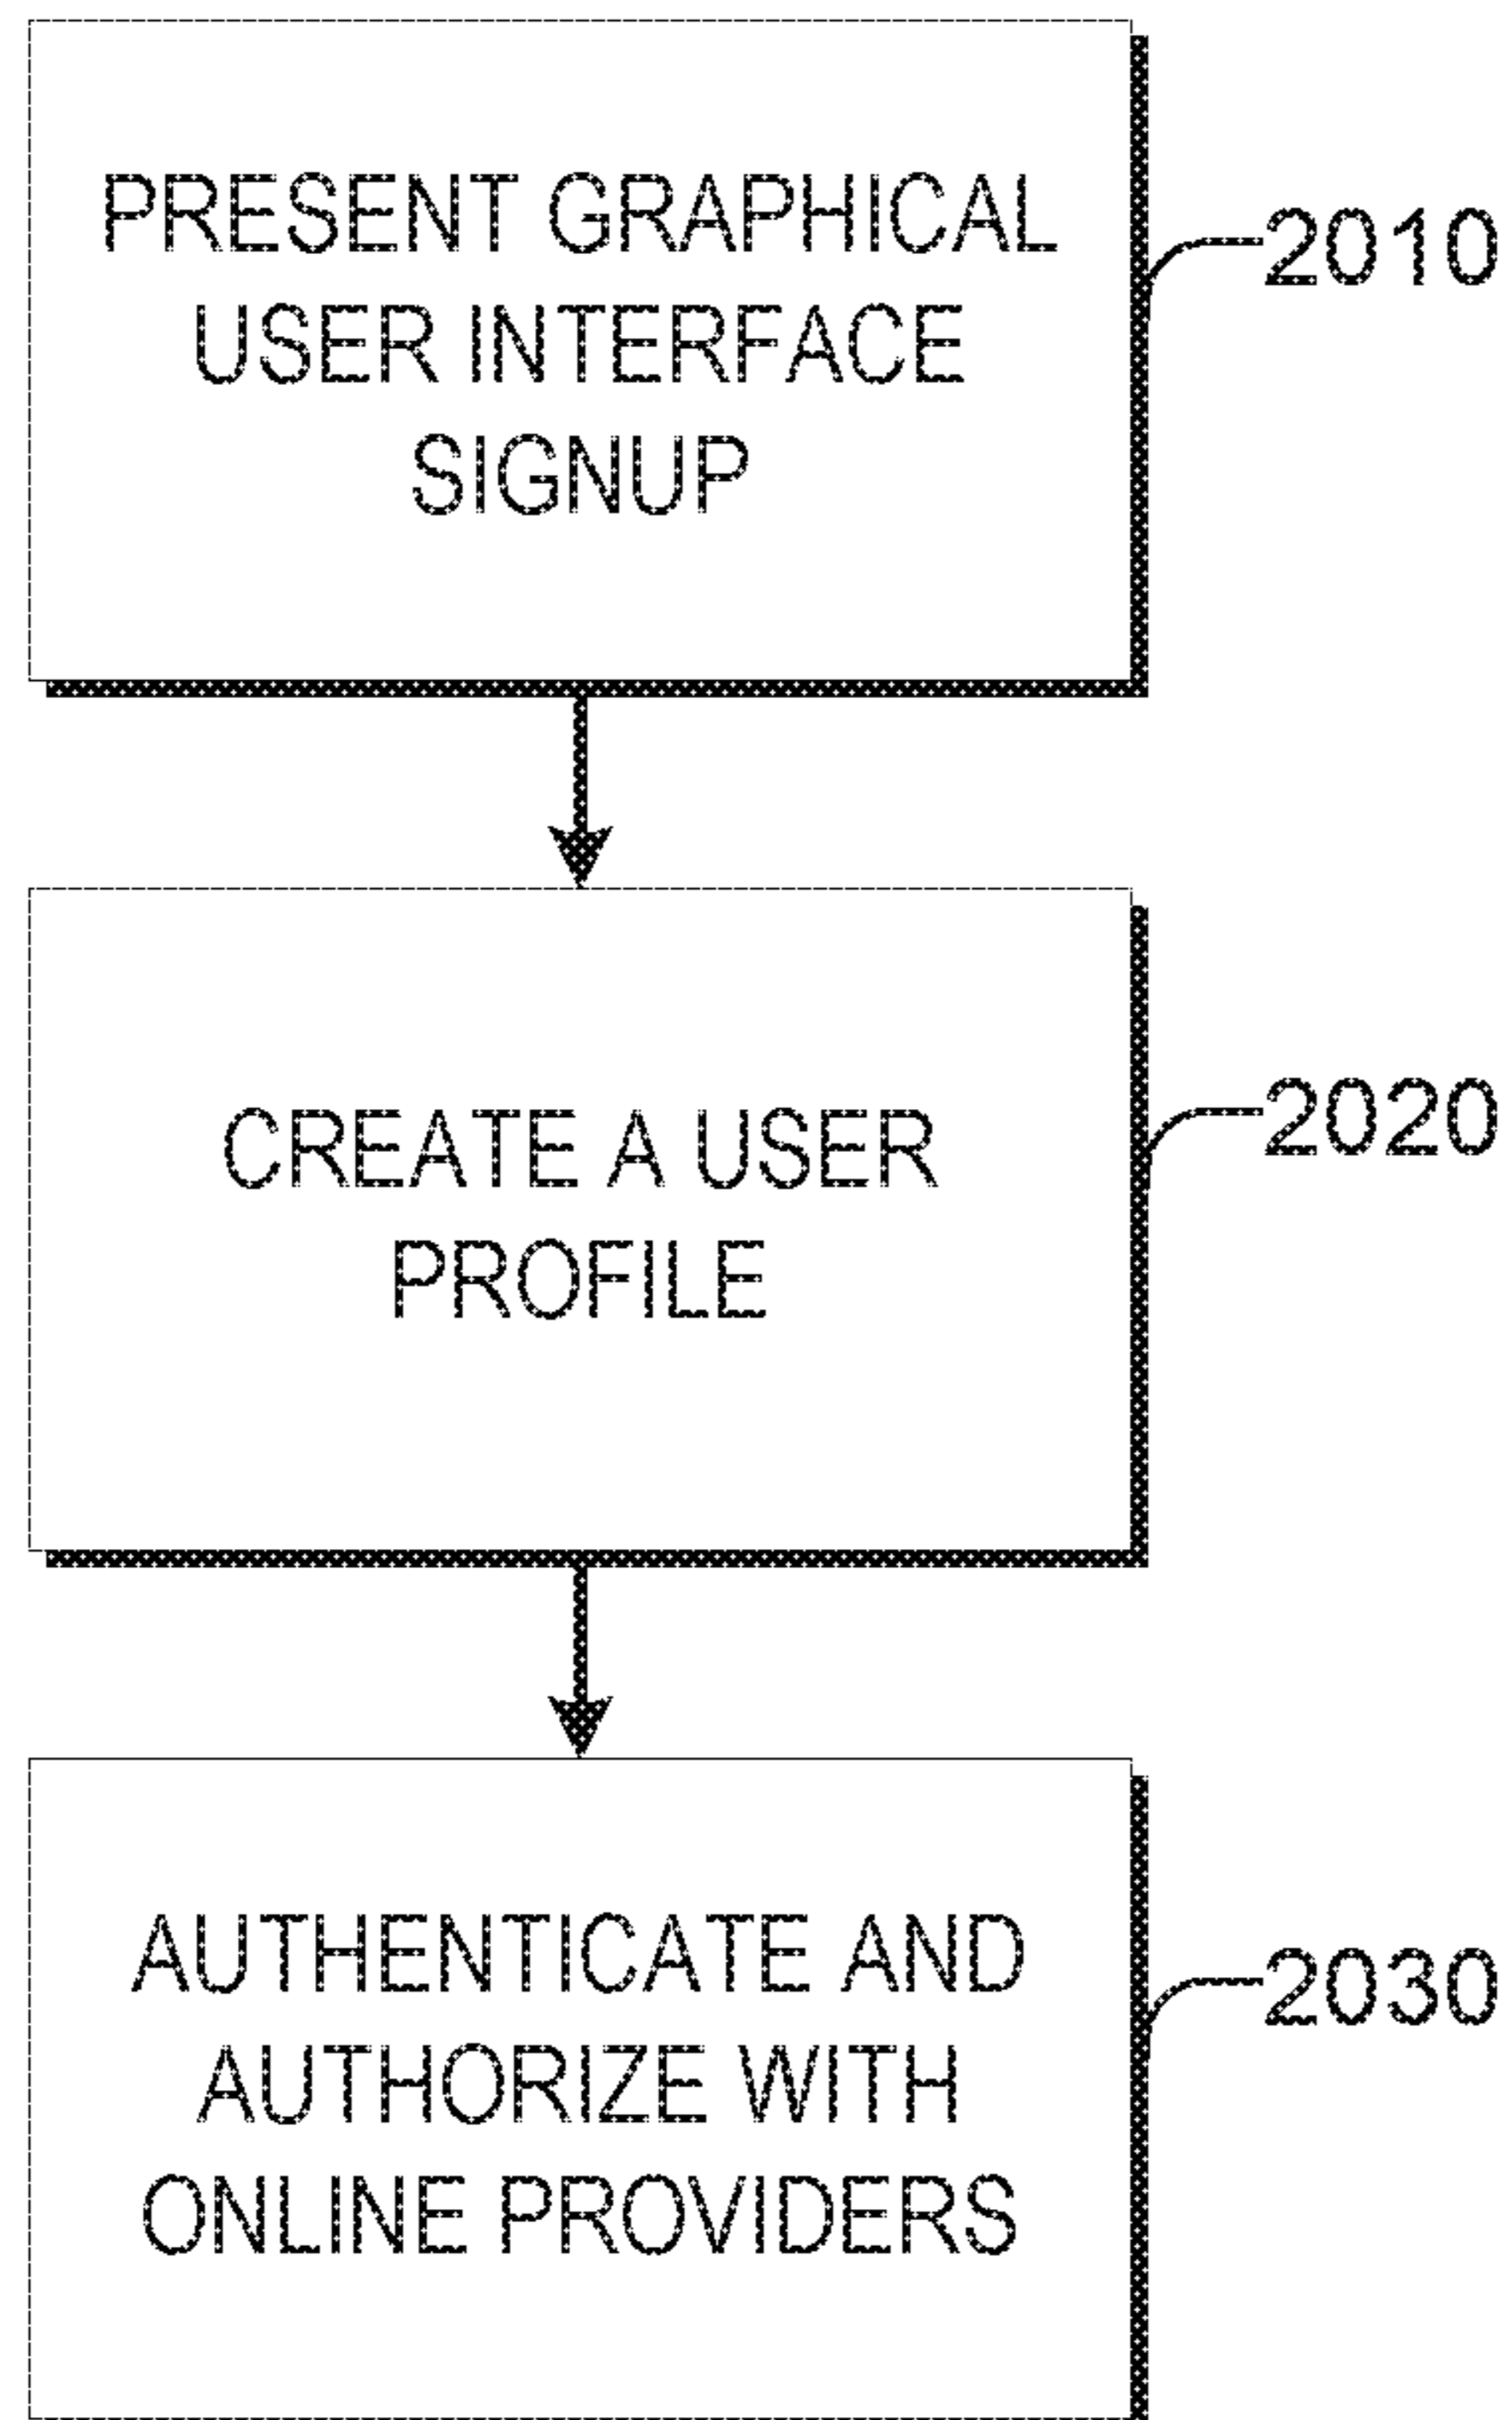 PRESENT GRAPHICAL
USER INTERFACE
SIGNUP
2010
CREATE A USER
PROFILE
2020
AUTHENTICATE AND
AUTHORIZE WITH
ONLINE PROVIDERS
2030